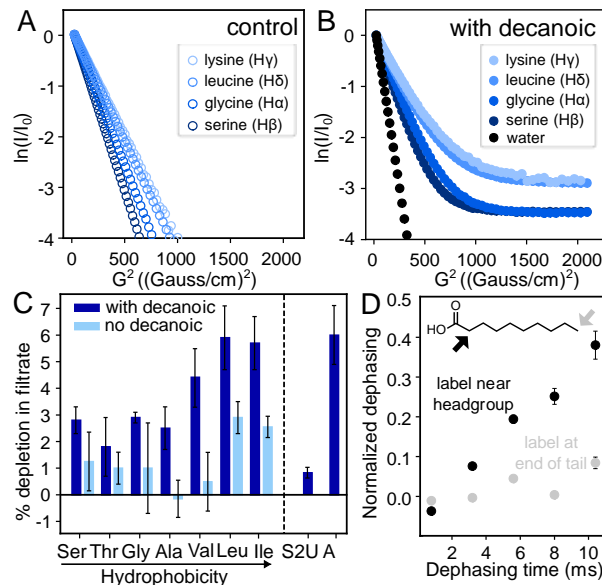 A
control
lysine (Hγ)
leucine (Hδ)
glycine (Hα)
serine (Hβ)
ln(I/I₀)
0
-1
-2
-3
-4
0 500 1000 1500 2000
G² ((Gauss/cm)²)
B
with decanoic
lysine (Hγ)
leucine (Hδ)
glycine (Hα)
serine (Hβ)
water
ln(I/I₀)
0
-1
-2
-3
-4
0 500 1000 1500 2000
G² ((Gauss/cm)²)
C
with decanoic
no decanoic
% depletion in filtrate
7
6
5
4
3
2
1
0
-1
Ser Thr Gly Ala Val Leu Ile S2U A
Hydrophobicity
D
O
HO
label near
headgroup
label at
end of tail
Normalized dephasing
0.5
0.4
0.3
0.2
0.1
0.0
2 4 6 8 10
Dephasing time (ms)